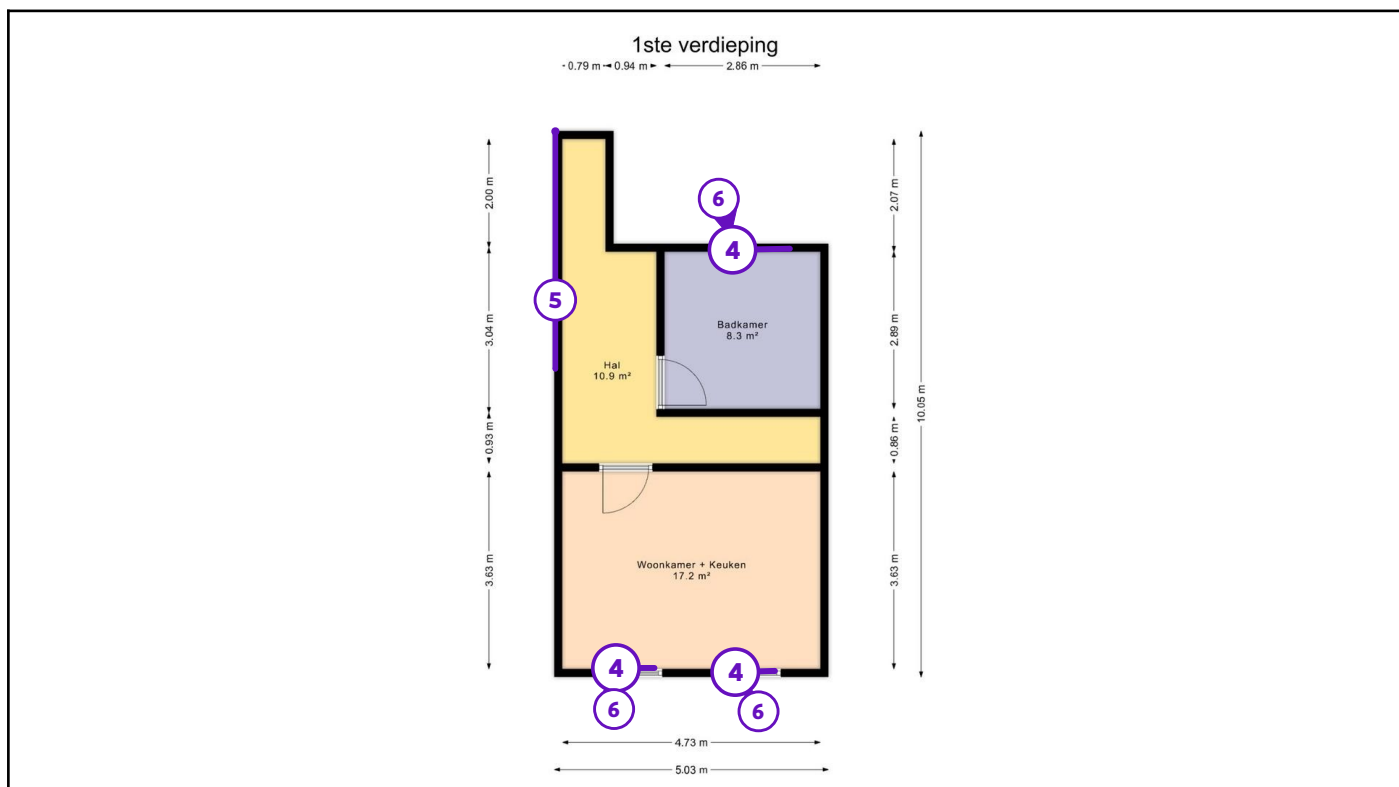 1ste verdieping
0.79 m 0.94 m 2.86 m
2.00 m
3.04 m
0.93 m
3.63 m
2.07 m
2.89 m
0.86 m
3.63 m
10.05 m
6
4
5
Badkamer
8.3 m²
Hal
10.9 m²
Woonkamer + Keuken
17.2 m²
4 4
6 6
4.73 m
5.03 m